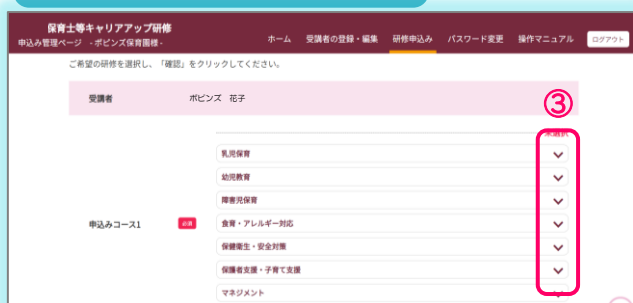 保育士等キャリアアップ研修
申込み管理ページ - ポピンズ保育園様 -
ホーム 受講者の登録・編集 研修申込み パスワード変更 操作マニュアル ログアウト
ご希望の研修を選択し、「確認」をクリックしてください。
受講者 ポピンズ 花子
③
未選択
乳児保育
幼児教育
障害児保育
申込みコース1 必須 食育・アレルギー対応
保健衛生・安全対策
保護者支援・子育て支援
マネジメント